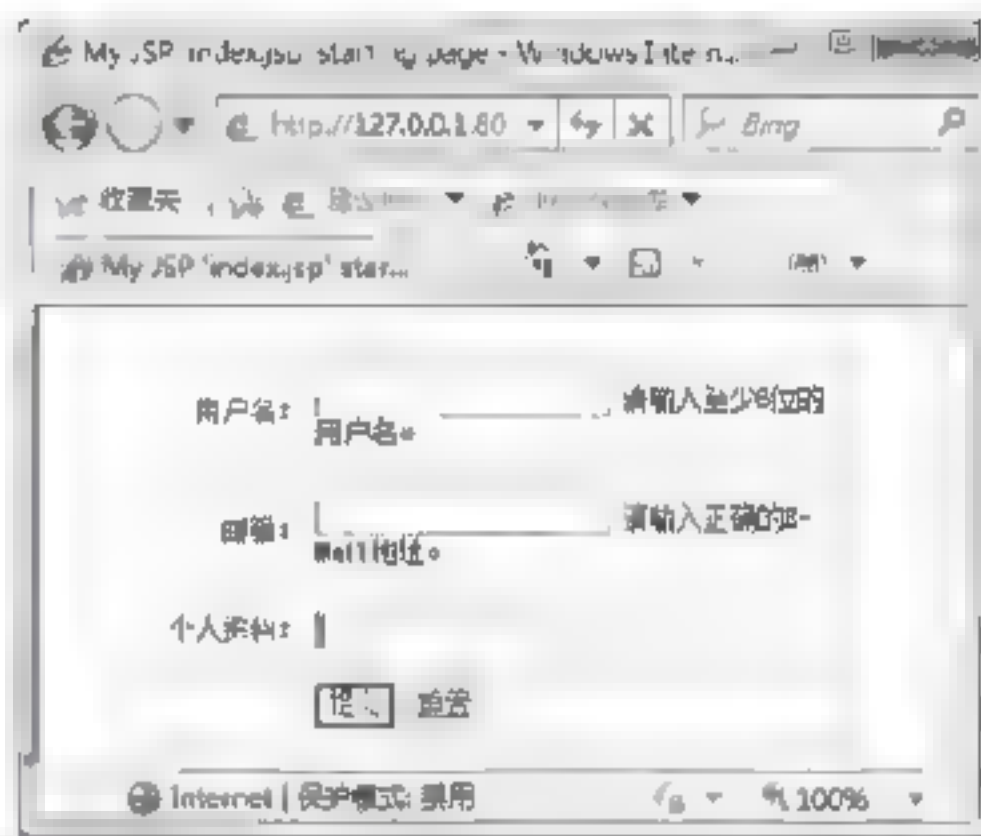 My JSP 'index.jsp' starting page - Windows Intern...
http://127.0.0.1:80
Bing
收藏夹
My JSP 'index.jsp' star...
用户名： 请输入至少6位的
用户名。
邮箱： 请输入正确的E-
Mail地址。
个人资料：
提交 重置
Internet | 保护模式: 禁用
100%